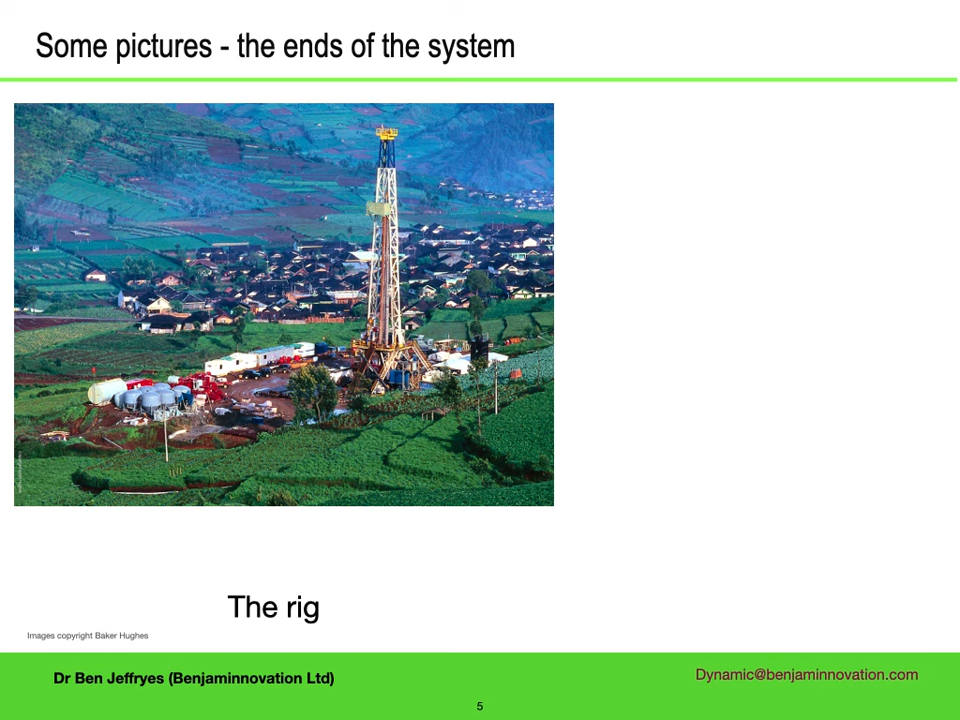 Some pictures - the ends of the system
The rig
Images copyright Baker Hughes
Dr Ben Jeffryes (Benjaminnovation Ltd)
Dynamic@benjaminnovation.com
5